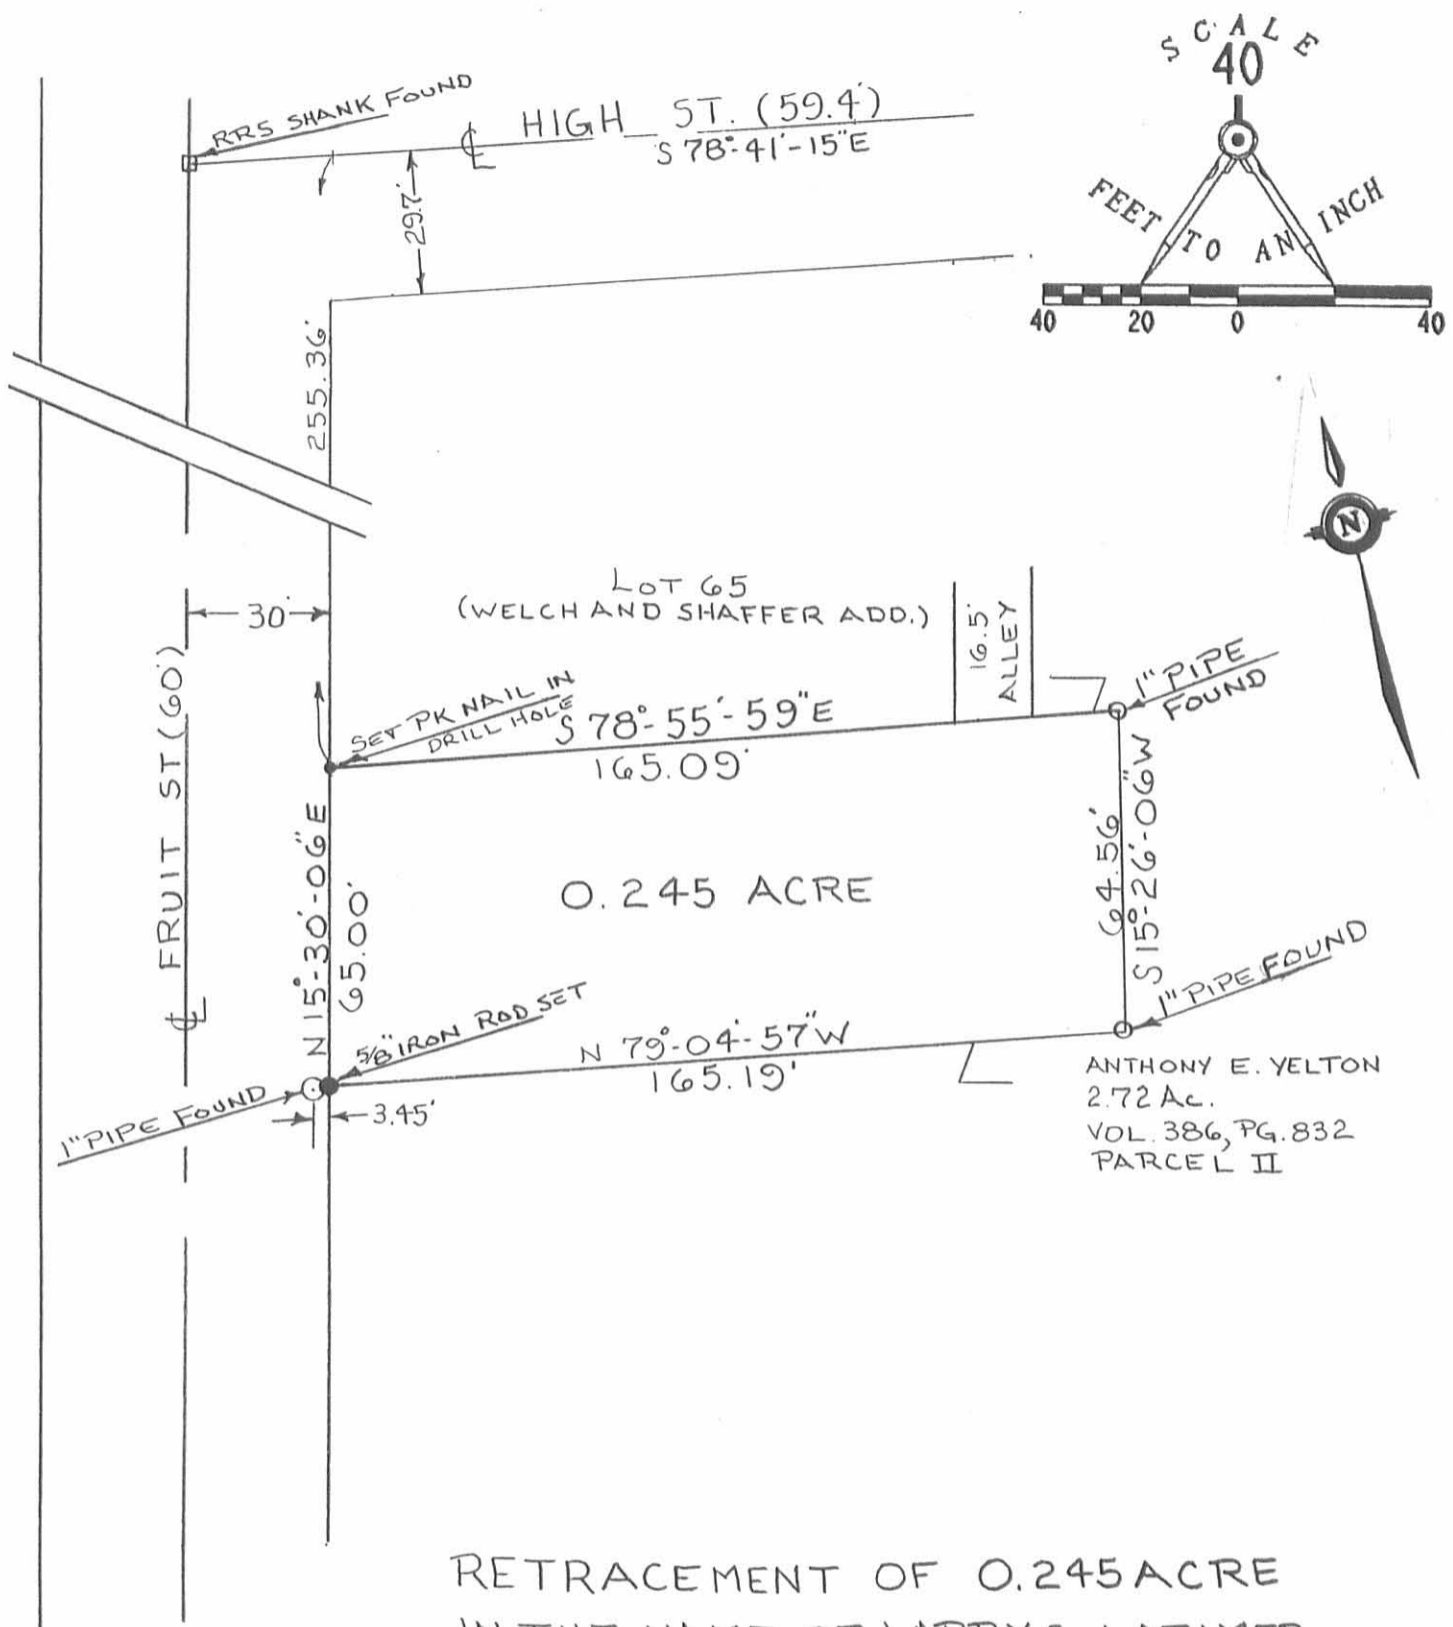 SCALE
40
FEET TO AN INCH
40 20 0 40
RRS SHANK FOUND
HIGH ST. (59.4')
S 78°-41'-15"E
29.7'
255.36'
N
30'
LOT 65
(WELCH AND SHAFFER ADD.)
16.5'
ALLEY
1" PIPE
FOUND
SET PK NAIL IN
DRILL HOLE
S 78°-55'-59"E
165.09'
FRUIT ST (60')
N 15°-30'-06"E
65.00'
0.245 ACRE
64.56'
S 15°-26'-06"W
1" PIPE FOUND
5/8" IRON ROD SET
N 79°-04'-57"W
165.19'
1" PIPE FOUND
3.45'
ANTHONY E. YELTON
2.72 Ac.
VOL. 386, PG. 832
PARCEL II
RETRACEMENT OF 0.245 ACRE